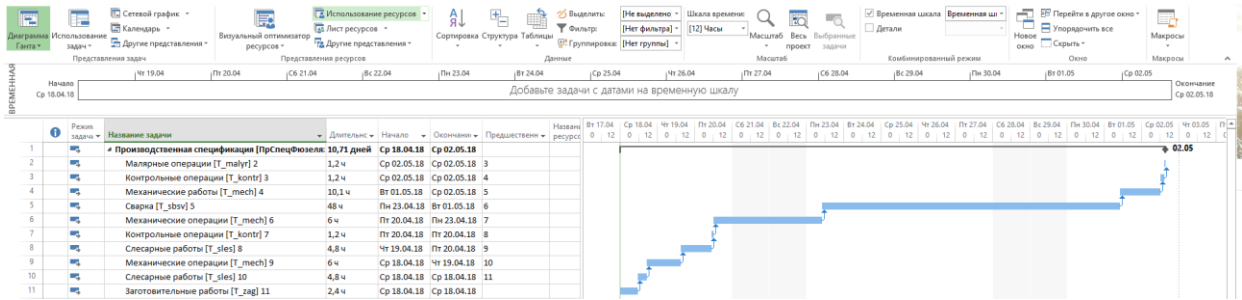 Диаграмма Ганта
Использование задач
Сетевой график
Календарь
Другие представления
Представления задач
Визуальный оптимизатор ресурсов
Использование ресурсов
Лист ресурсов
Другие представления
Представления ресурсов
Сортировка
Структура
Таблицы
Выделить: [Не выделено]
Фильтр: [Нет фильтра]
Группировка: [Нет группы]
Данные
Шкала времени:
[12] Часы
Масштаб
Весь проект
Выбранные задачи
Масштаб
Временная шкала Временная шк
Детали
Комбинированный режим
Новое окно
Перейти в другое окно
Упорядочить все
Скрыть
Окно
Макросы
Макросы
ВРЕМЕННАЯ
Начало
Ср 18.04.18
Чт 19.04 Пт 20.04 Сб 21.04 Вс 22.04 Пн 23.04 Вт 24.04 Ср 25.04 Чт 26.04 Пт 27.04 Сб 28.04 Вс 29.04 Пн 30.04 Вт 01.05 Ср 02.05
Добавьте задачи с датами на временную шкалу
Окончание
Ср 02.05.18
Режим задачи Название задачи Длительнс Начало Окончани Предшественн Названи ресурсо
1 Производственная спецификация [ПрСпецФюзеля: 10,71 дней Ср 18.04.18 Ср 02.05.18
2 Малярные операции [T_malyr] 2 1,2 ч Ср 02.05.18 Ср 02.05.18 3
3 Контрольные операции [T_kontr] 3 1,2 ч Ср 02.05.18 Ср 02.05.18 4
4 Механические работы [T_mech] 4 10,1 ч Вт 01.05.18 Ср 02.05.18 5
5 Сварка [T_sbsv] 5 48 ч Пн 23.04.18 Вт 01.05.18 6
6 Механические операции [T_mech] 6 6 ч Пт 20.04.18 Пн 23.04.18 7
7 Контрольные операции [T_kontr] 7 1,2 ч Пт 20.04.18 Пт 20.04.18 8
8 Слесарные работы [T_sles] 8 4,8 ч Чт 19.04.18 Пт 20.04.18 9
9 Механические операции [T_mech] 9 6 ч Ср 18.04.18 Чт 19.04.18 10
10 Слесарные работы [T_sles] 10 4,8 ч Ср 18.04.18 Ср 18.04.18 11
11 Заготовительные работы [T_zag] 11 2,4 ч Ср 18.04.18 Ср 18.04.18
Вт 17.04 Ср 18.04 Чт 19.04 Пт 20.04 Сб 21.04 Вс 22.04 Пн 23.04 Вт 24.04 Ср 25.04 Чт 26.04 Пт 27.04 Сб 28.04 Вс 29.04 Пн 30.04 Вт 01.05 Ср 02.05 Чт 03.05
0 12 0 12 0 12 0 12 0 12 0 12 0 12 0 12 0 12 0 12 0 12 0 12 0 12 0 12 0 12 0 12 0 12
02.05